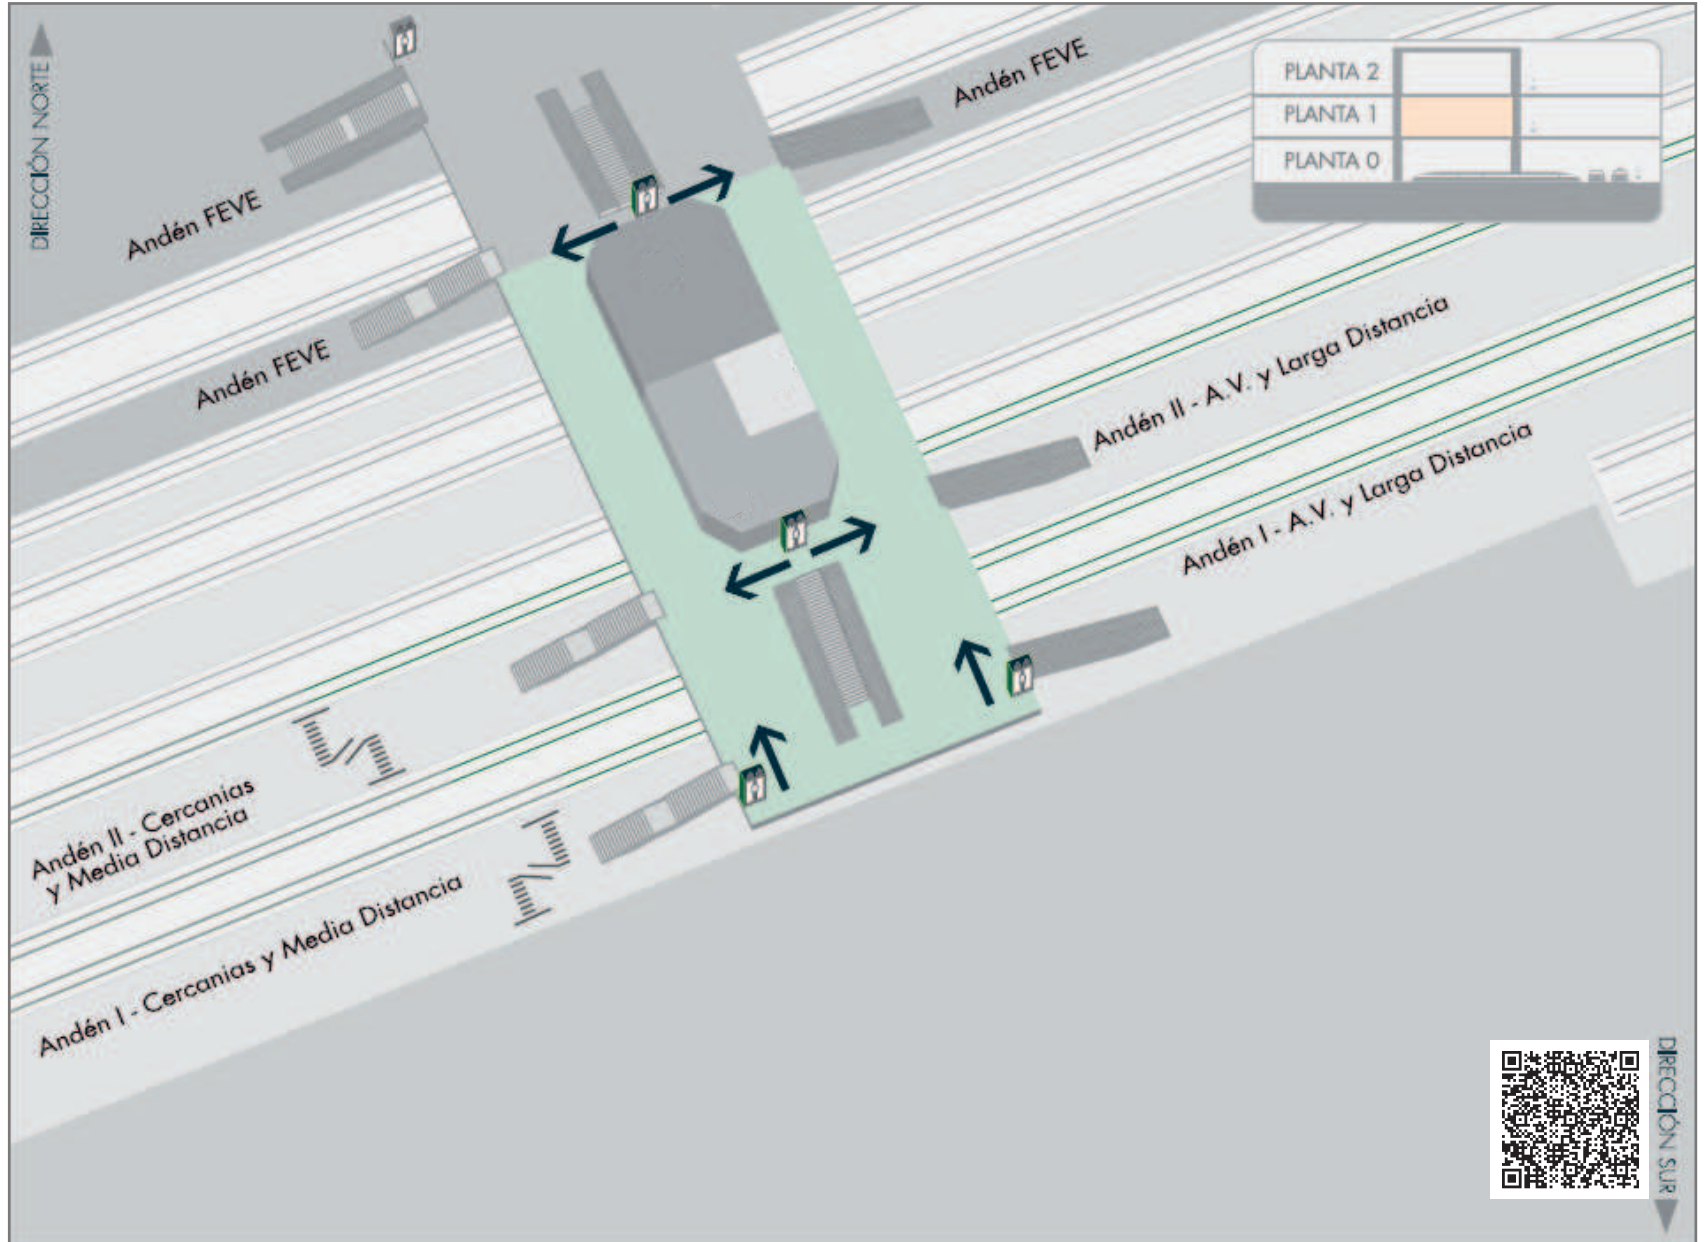 DIRECCIÓN NORTE
Andén FEVE
PLANTA 2
PLANTA 1
PLANTA 0
Andén FEVE
Andén FEVE
Andén II - A.V. y Larga Distancia
Andén I - A.V. y Larga Distancia
Andén II - Cercanias
y Media Distancia
Andén I - Cercanias y Media Distancia
DIRECCIÓN SUR